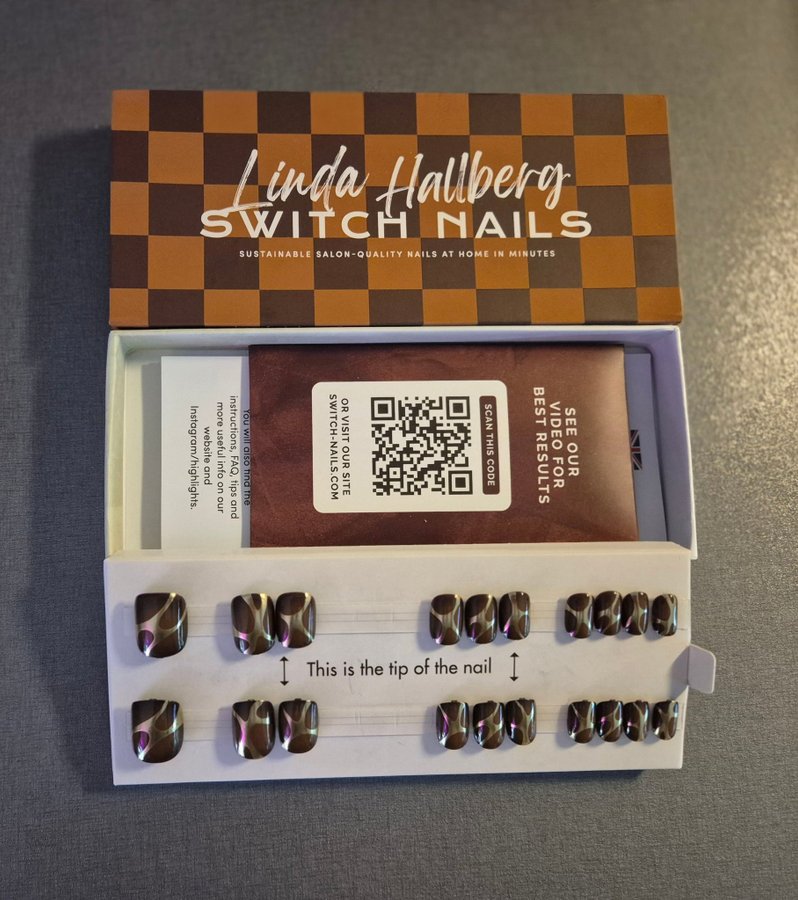 Linda Hallberg
SWITCH NAILS
SUSTAINABLE SALON-QUALITY NAILS AT HOME IN MINUTES
You will also find the
instructions, FAQ, tips and
more useful info on our
website and
Instagram/highlights.
SCAN THIS CODE
OR VISIT OUR SITE
SWITCH-NAILS.COM
SEE OUR
VIDEO FOR
BEST RESULTS
This is the tip of the nail